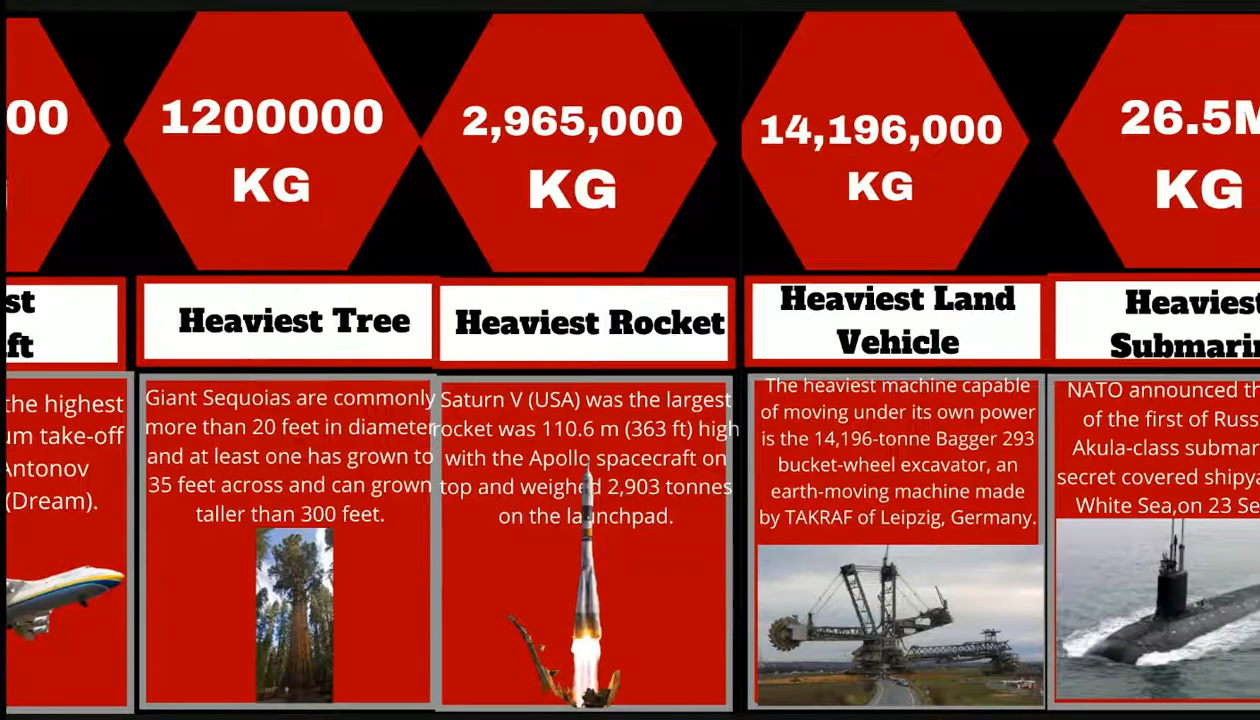 00
1200000
KG
2,965,000
KG
14,196,000
KG
26.5M
KG
st
ft
Heaviest Tree
Heaviest Rocket
Heaviest Land
Vehicle
Heaviest
Submarin
the highest
um take-off
Antonov
(Dream).
Giant Sequoias are commonly
more than 20 feet in diameter
and at least one has grown to
35 feet across and can grown
taller than 300 feet.
Saturn V (USA) was the largest
rocket was 110.6 m (363 ft) high
with the Apollo spacecraft on
top and weighed 2,903 tonnes
on the launchpad.
The heaviest machine capable
of moving under its own power
is the 14,196-tonne Bagger 293
bucket-wheel excavator, an
earth-moving machine made
by TAKRAF of Leipzig, Germany.
NATO announced th
of the first of Russ
Akula-class submar
secret covered shipya
White Sea,on 23 Se